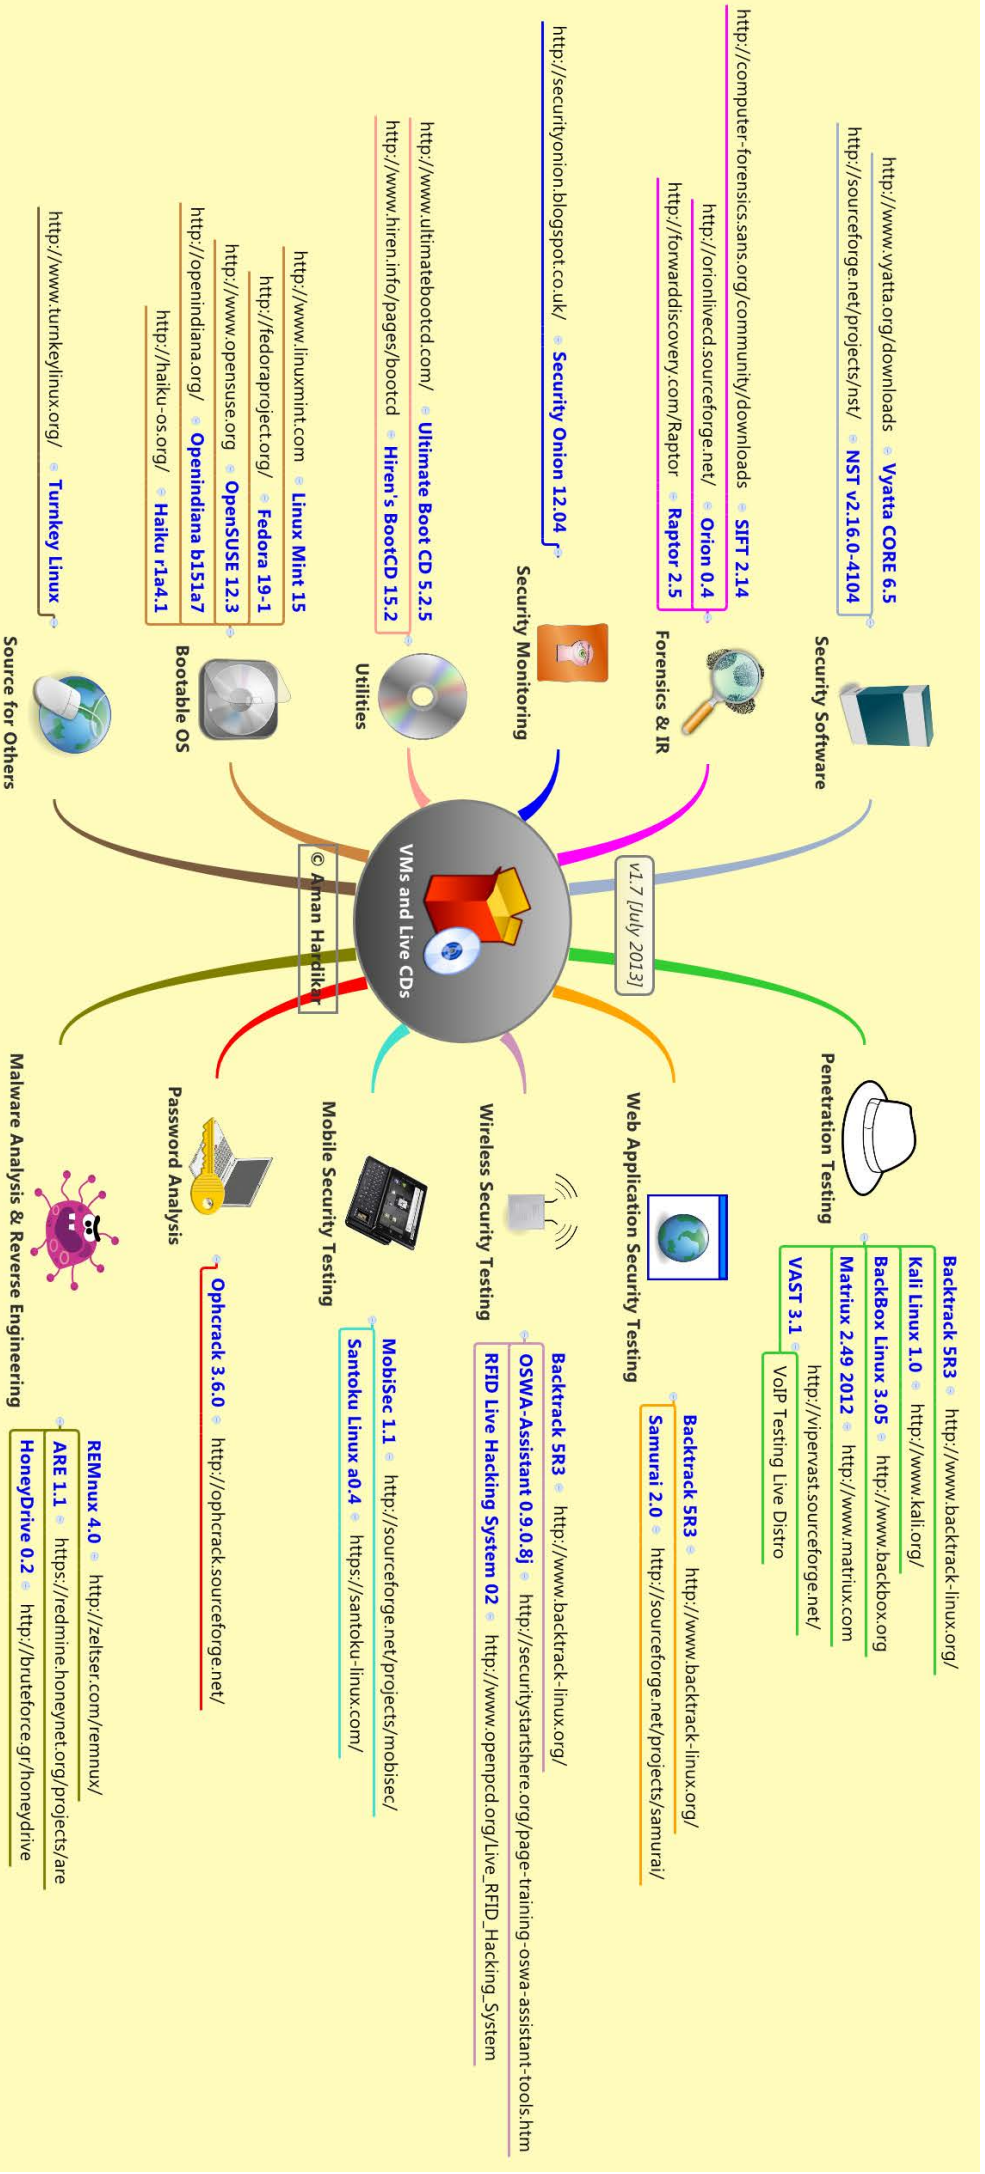 VMs and Live CDs
v1.7 [July 2013]
© Aman Hardikar
Penetration Testing
Backtrack 5R3 http://www.backtrack-linux.org/
Kali Linux 1.0 http://www.kali.org/
BackBox Linux 3.05 http://www.backbox.org
Matriux 2.49 2012 http://www.matriux.com
VAST 3.1 http://vipervast.sourceforge.net/
VoIP Testing Live Distro
Web Application Security Testing
Backtrack 5R3 http://www.backtrack-linux.org/
Samurai 2.0 http://sourceforge.net/projects/samurai/
Wireless Security Testing
Backtrack 5R3 http://www.backtrack-linux.org/
OSWA-Assistant 0.9.0.8j http://securitystartshere.org/page-training-oswa-assistant-tools.htm
RFID Live Hacking System 02 http://www.openpcd.org/Live_RFID_Hacking_System
Mobile Security Testing
MobiSec 1.1 http://sourceforge.net/projects/mobisec/
Santoku Linux a0.4 https://santoku-linux.com/
Password Analysis
Ophcrack 3.6.0 http://ophcrack.sourceforge.net/
Malware Analysis & Reverse Engineering
REMnux 4.0 http://zeltser.com/remnux/
ARE 1.1 https://redmine.honeynet.org/projects/are
HoneyDrive 0.2 http://bruteforce.gr/honeydrive
Security Software
http://www.vyatta.org/downloads Vyatta CORE 6.5
http://sourceforge.net/projects/nst/ NST v2.16.0-4104
Forensics & IR
http://computer-forensics.sans.org/community/downloads SIFT 2.14
http://orionlivecd.sourceforge.net/ Orion 0.4
http://forwarddiscovery.com/Raptor Raptor 2.5
Security Monitoring
http://securityonion.blogspot.co.uk/ Security Onion 12.04
Utilities
http://www.ultimatebootcd.com/ Ultimate Boot CD 5.2.5
http://www.hiren.info/pages/bootcd Hiren's BootCD 15.2
Bootable OS
http://www.linuxmint.com Linux Mint 15
http://fedoraproject.org/ Fedora 19-1
http://www.opensuse.org OpenSUSE 12.3
http://openindiana.org/ Openindiana b151a7
http://haiku-os.org/ Haiku r1a4.1
Source for Others
http://www.turnkeylinux.org/ Turnkey Linux